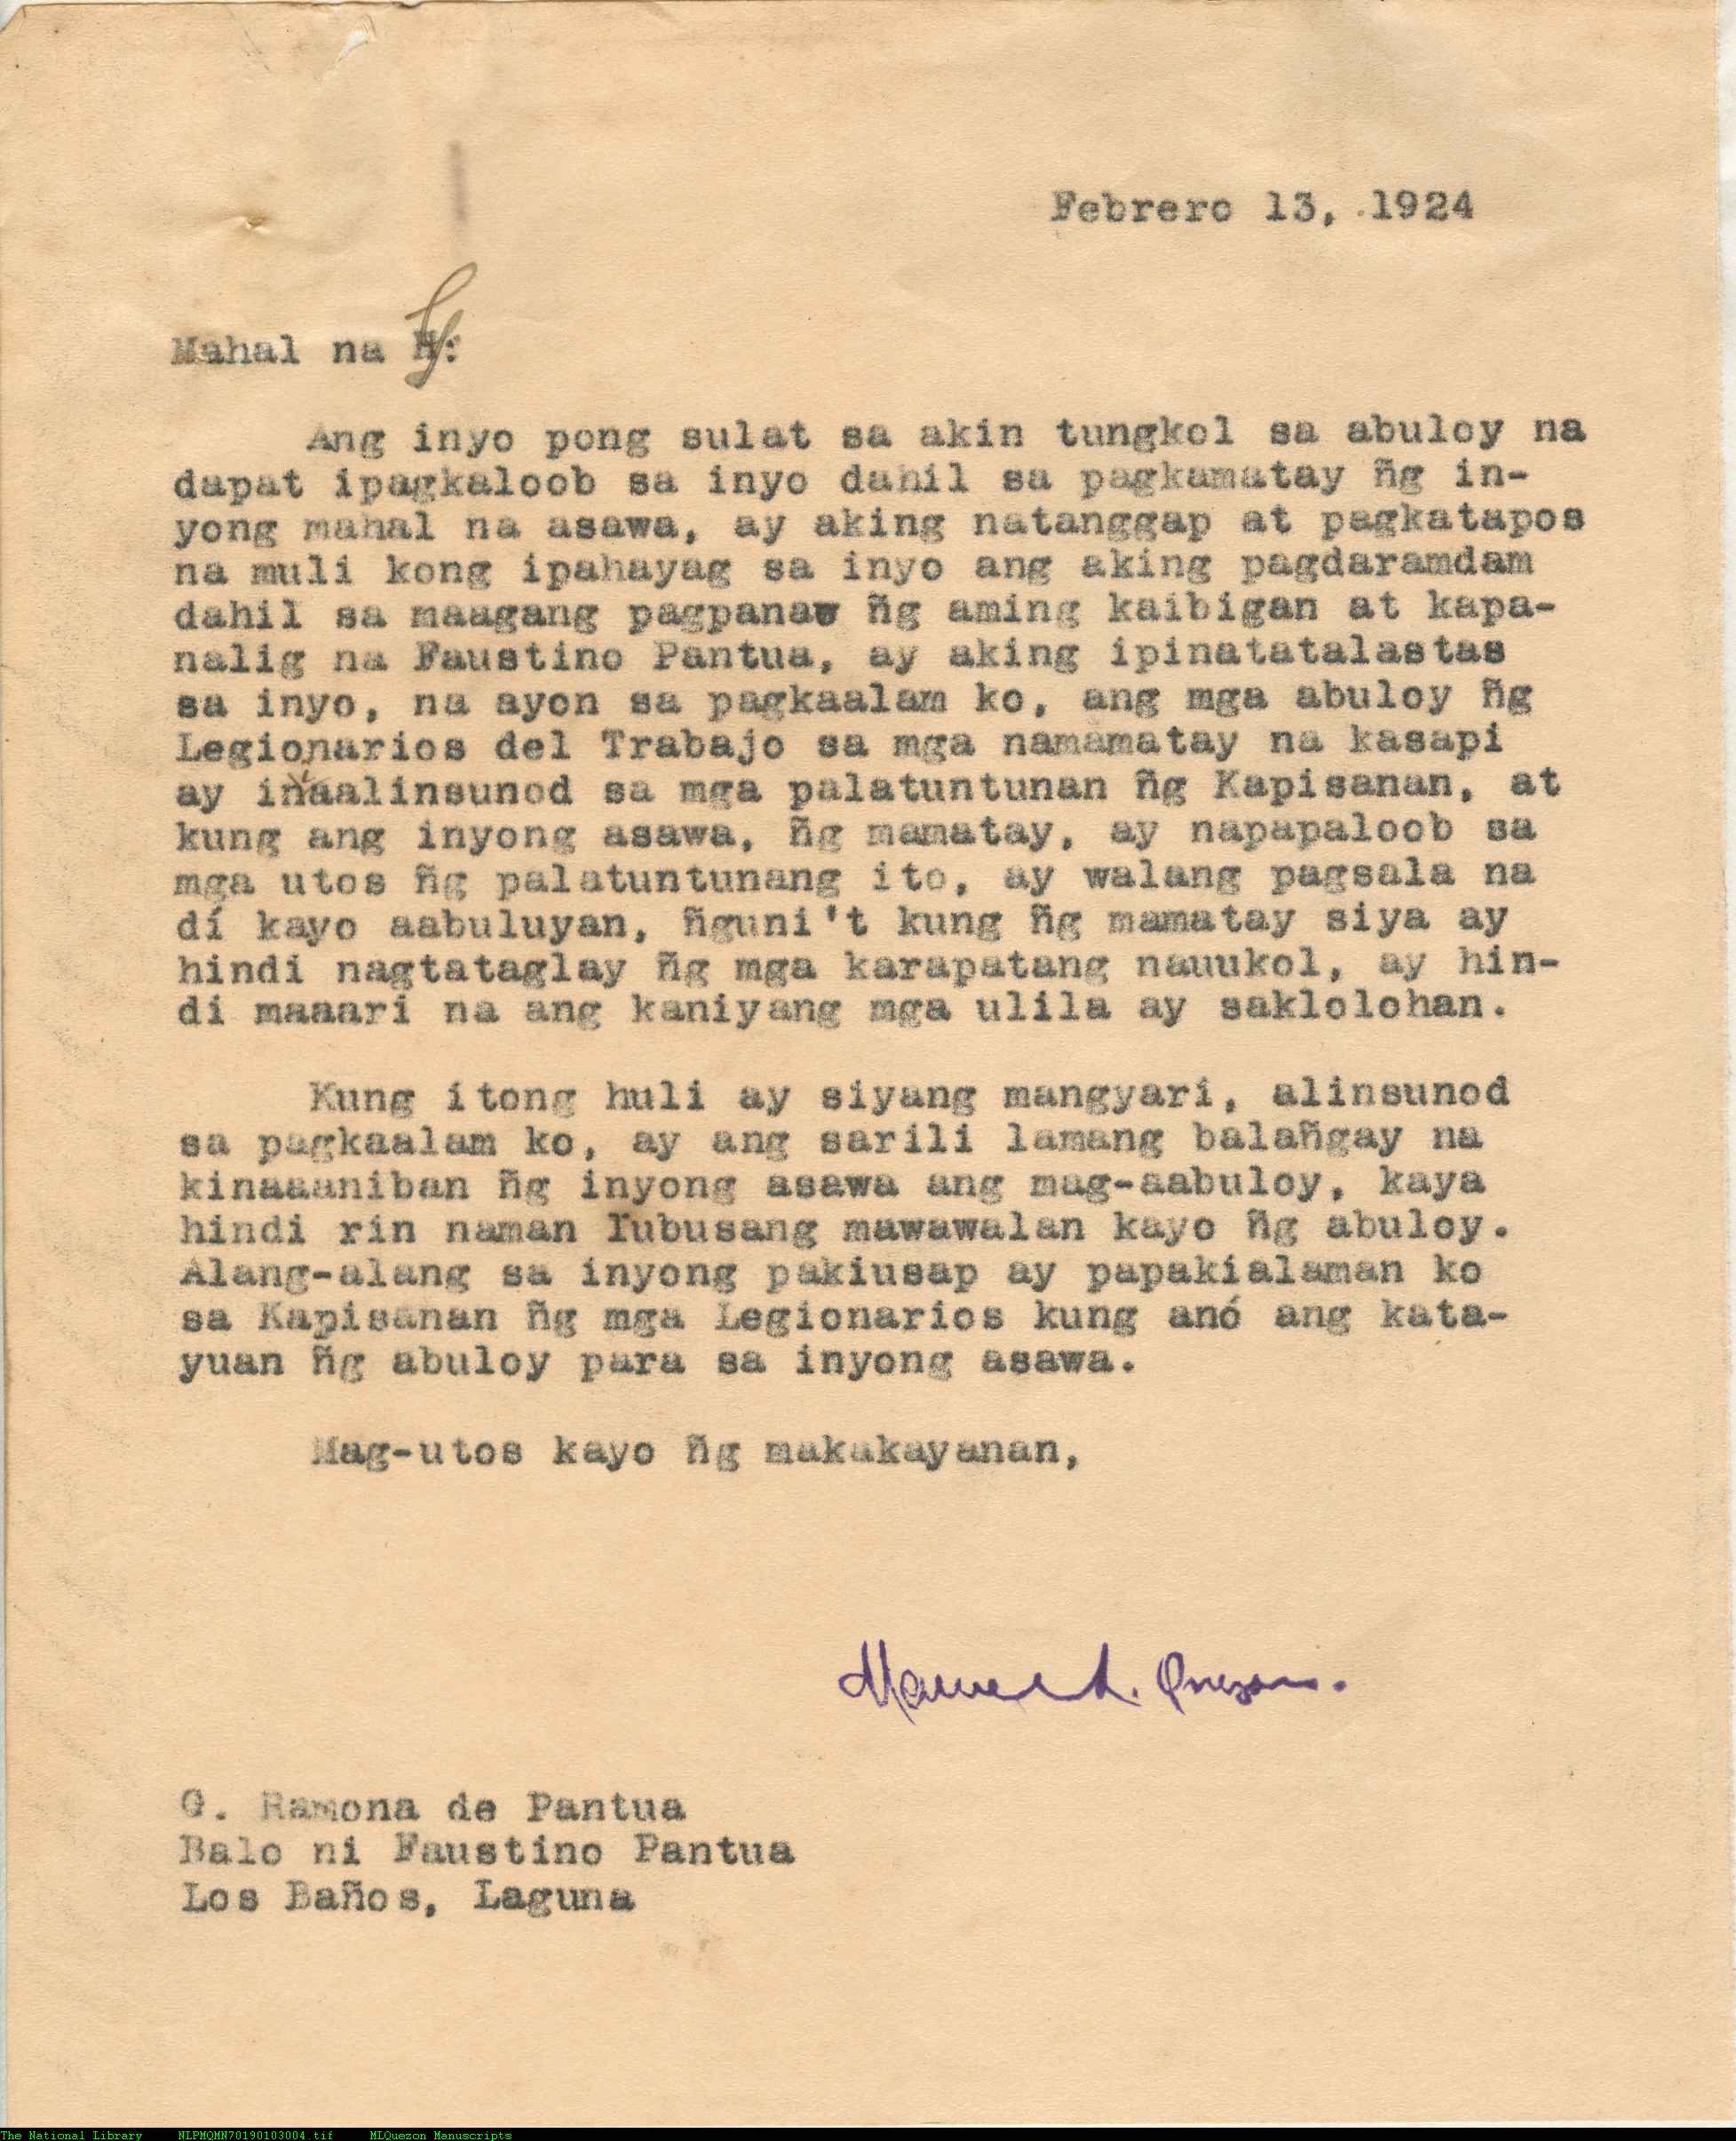 Febrero 13, 1924
Mahal na G:
Ang inyo pong sulat sa akin tungkol sa abuloy na
dapat ipagkaloob sa inyo dahil sa pagkamatay ñg in-
yong mahal na asawa, ay aking natanggap at pagkatapos
na muli kong ipahayag sa inyo ang aking pagdaramdam
dahil sa maagang pagpanaw ñg aming kaibigan at kapa-
nalig na Faustino Pantua, ay aking ipinatatalastas
sa inyo, na ayon sa pagkaalam ko, ang mga abuloy ñg
Legionarios del Trabajo sa mga namamatay na kasapi
ay inaalinsunod sa mga palatuntunan ñg Kapisanan, at
kung ang inyong asawa, ñg mamatay, ay napapaloob sa
mga utos ñg palatuntunang ito, ay walang pagsala na
dí kayo aabuluyan, ñguni't kung ñg mamatay siya ay
hindi nagtataglay ñg mga karapatang nauukol, ay hin-
di maaari na ang kaniyang mga ulila ay saklolohan.
Kung itong huli ay siyang mangyari, alinsunod
sa pagkaalam ko, ay ang sarili lamang balañgay na
kinaaaniban ñg inyong asawa ang mag-aabuloy, kaya
hindi rin naman lubusang mawawalan kayo ñg abuloy.
Alang-alang sa inyong pakiusap ay papakialaman ko
sa Kapisanan ñg mga Legionarios kung anó ang kata-
yuan ñg abuloy para sa inyong asawa.
Mag-utos kayo ñg makakayanan,
Manuel L. Quezon.
G. Ramona de Pantua
Balo ni Faustino Pantua
Los Baños, Laguna
The National Library NLPMQMN70190103004.tif MLQuezon Manuscripts